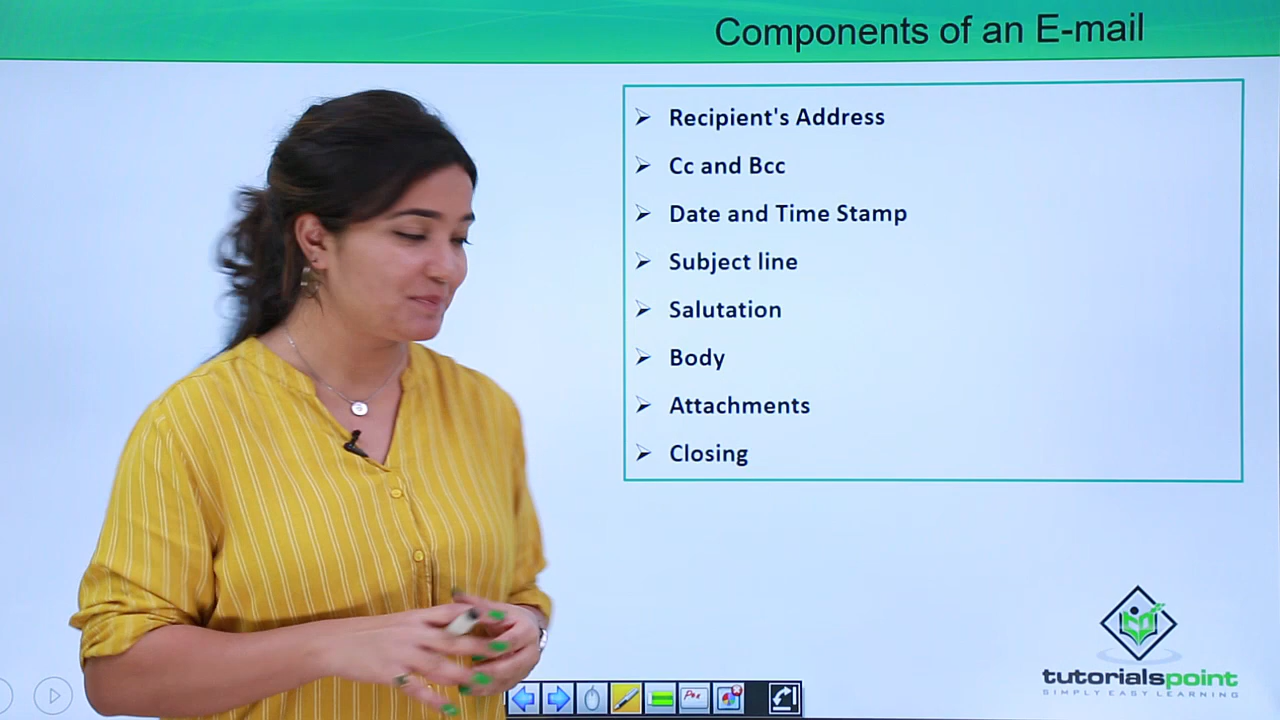 Components of an E-mail
Recipient's Address
Cc and Bcc
Date and Time Stamp
Subject line
Salutation
Body
Attachments
Closing
tutorialspoint
SIMPLY EASY LEARNING